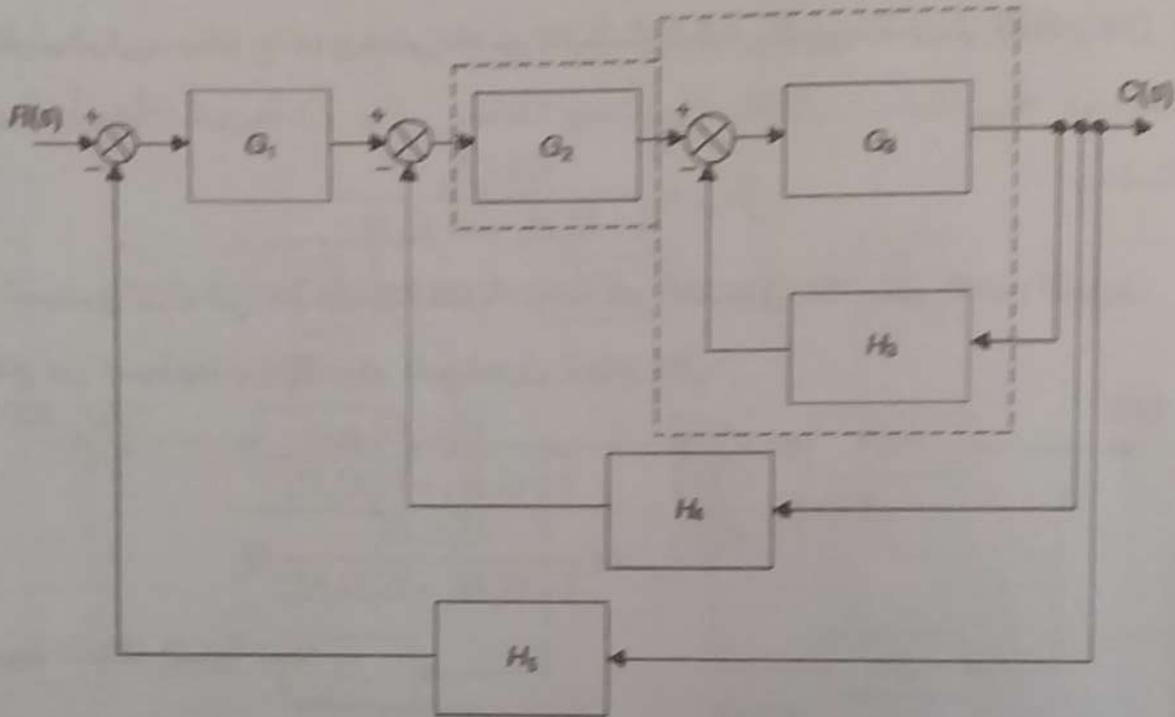 R(s) + − G₁ + − G₂ + − G₃ C(s)
H₃
H₄
H₅